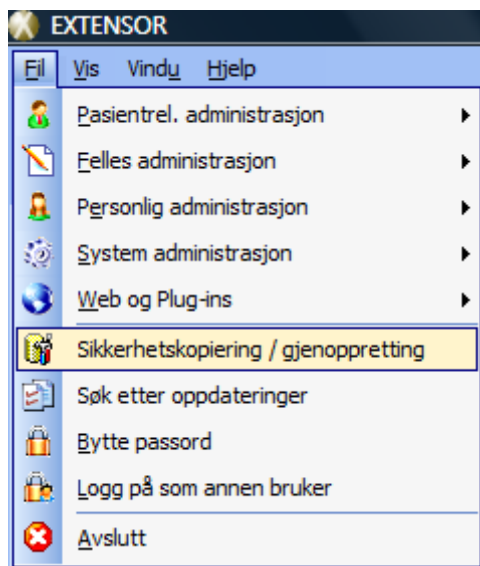 EXTENSOR
Fil Vis Vindu Hjelp
Pasientrel. administrasjon
Felles administrasjon
Personlig administrasjon
System administrasjon
Web og Plug-ins
Sikkerhetskopiering / gjenoppretting
Søk etter oppdateringer
Bytte passord
Logg på som annen bruker
Avslutt